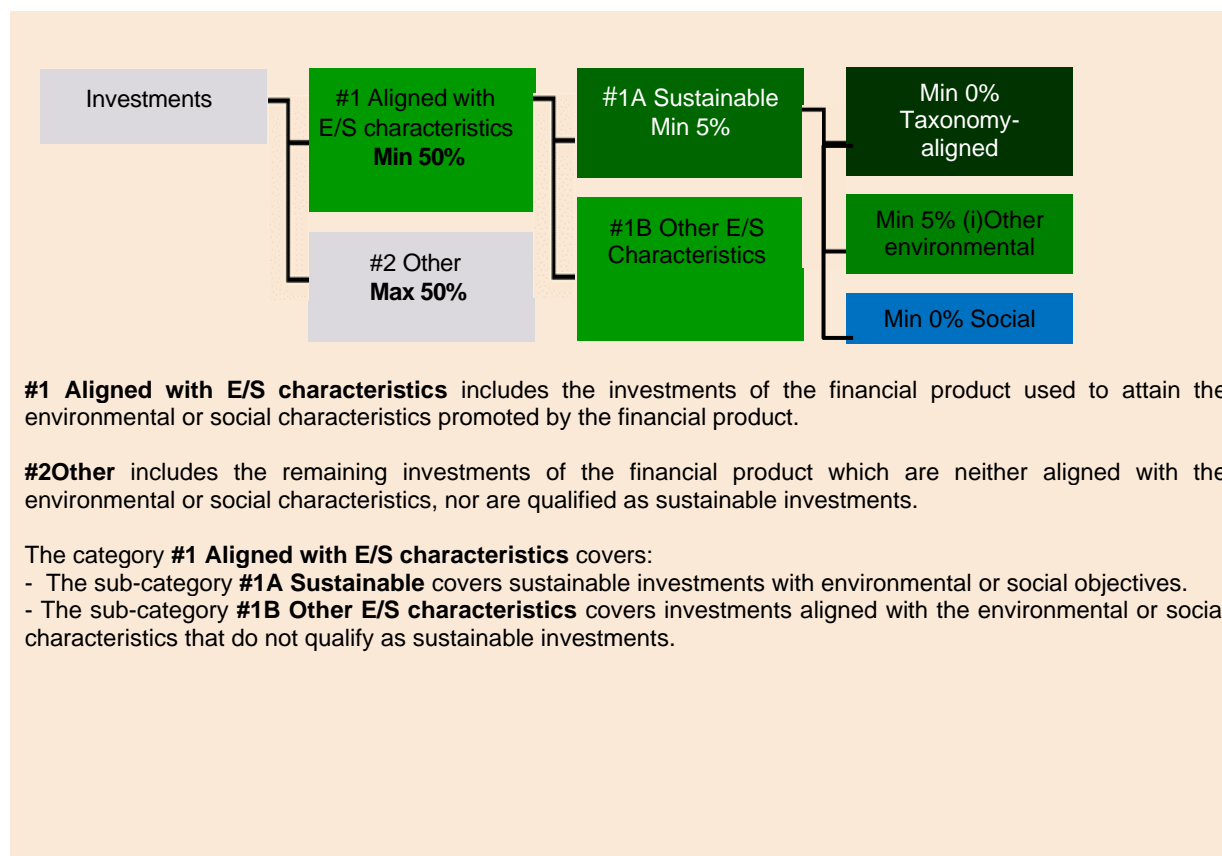 Investments
#1 Aligned with
E/S characteristics
Min 50%
#2 Other
Max 50%
#1A Sustainable
Min 5%
#1B Other E/S
Characteristics
Min 0%
Taxonomy-
aligned
Min 5% (i)Other
environmental
Min 0% Social
#1 Aligned with E/S characteristics includes the investments of the financial product used to attain the
environmental or social characteristics promoted by the financial product.
#2Other includes the remaining investments of the financial product which are neither aligned with the
environmental or social characteristics, nor are qualified as sustainable investments.
The category #1 Aligned with E/S characteristics covers:
- The sub-category #1A Sustainable covers sustainable investments with environmental or social objectives.
- The sub-category #1B Other E/S characteristics covers investments aligned with the environmental or social
characteristics that do not qualify as sustainable investments.